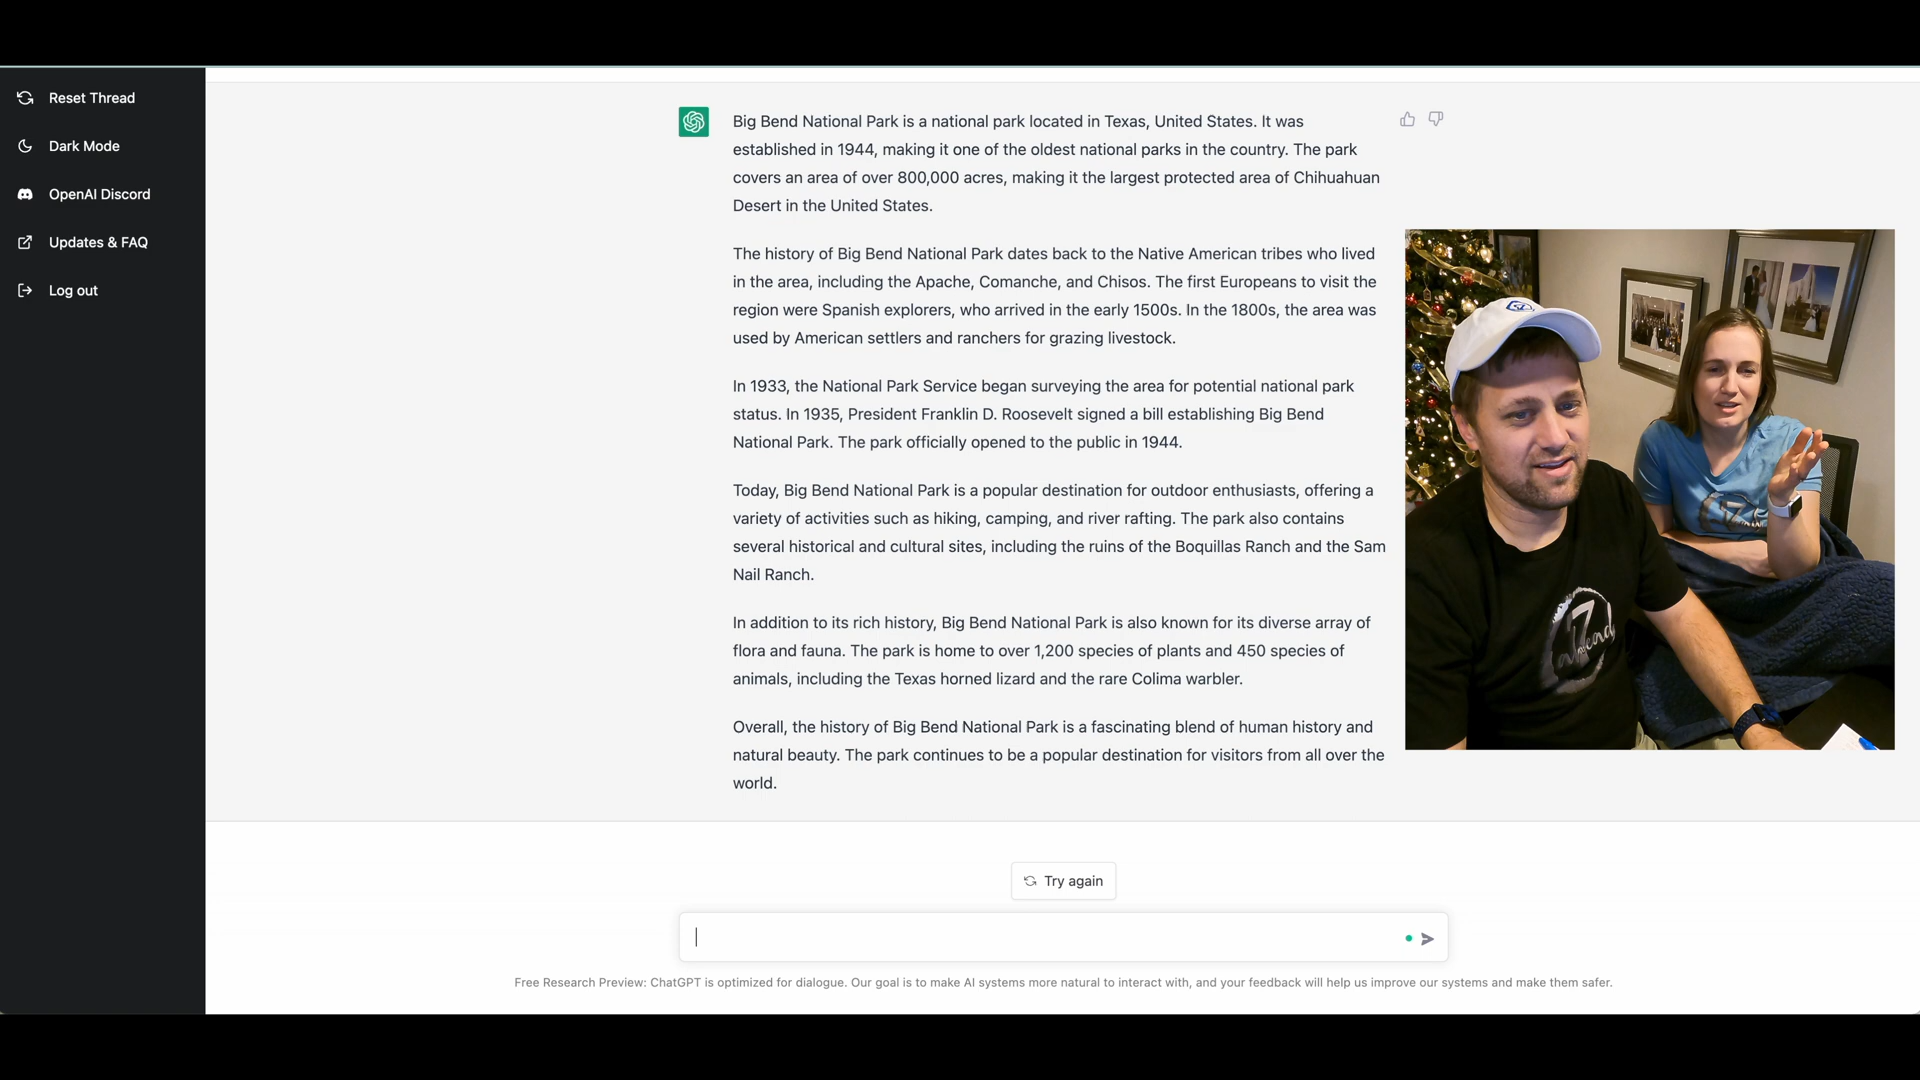 Reset Thread
Dark Mode
OpenAI Discord
Updates & FAQ
Log out
Big Bend National Park is a national park located in Texas, United States. It was
established in 1944, making it one of the oldest national parks in the country. The park
covers an area of over 800,000 acres, making it the largest protected area of Chihuahuan
Desert in the United States.
The history of Big Bend National Park dates back to the Native American tribes who lived
in the area, including the Apache, Comanche, and Chisos. The first Europeans to visit the
region were Spanish explorers, who arrived in the early 1500s. In the 1800s, the area was
used by American settlers and ranchers for grazing livestock.
In 1933, the National Park Service began surveying the area for potential national park
status. In 1935, President Franklin D. Roosevelt signed a bill establishing Big Bend
National Park. The park officially opened to the public in 1944.
Today, Big Bend National Park is a popular destination for outdoor enthusiasts, offering a
variety of activities such as hiking, camping, and river rafting. The park also contains
several historical and cultural sites, including the ruins of the Boquillas Ranch and the Sam
Nail Ranch.
In addition to its rich history, Big Bend National Park is also known for its diverse array of
flora and fauna. The park is home to over 1,200 species of plants and 450 species of
animals, including the Texas horned lizard and the rare Colima warbler.
Overall, the history of Big Bend National Park is a fascinating blend of human history and
natural beauty. The park continues to be a popular destination for visitors from all over the
world.
Try again
Free Research Preview: ChatGPT is optimized for dialogue. Our goal is to make AI systems more natural to interact with, and your feedback will help us improve our systems and make them safer.